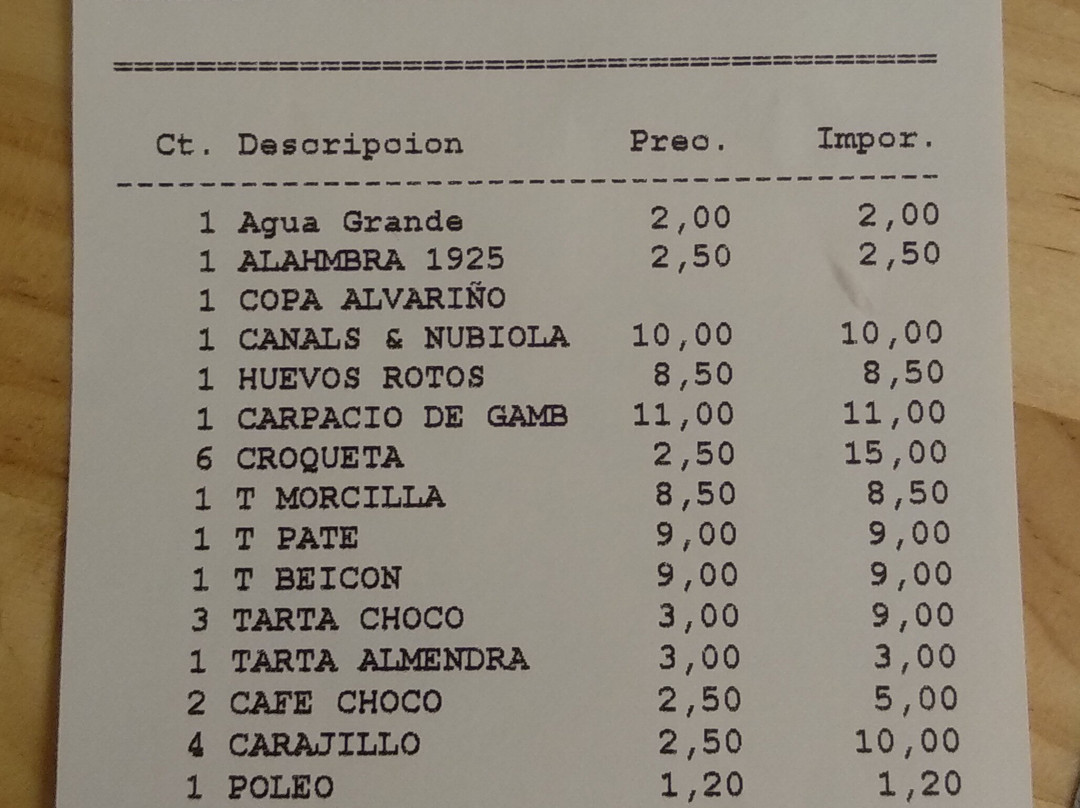 ========================================
Ct. Descripcion Prec. Impor.
----------------------------------------
1 Agua Grande 2,00 2,00
1 ALAHMBRA 1925 2,50 2,50
1 COPA ALVARIÑO
1 CANALS & NUBIOLA 10,00 10,00
1 HUEVOS ROTOS 8,50 8,50
1 CARPACIO DE GAMB 11,00 11,00
6 CROQUETA 2,50 15,00
1 T MORCILLA 8,50 8,50
1 T PATE 9,00 9,00
1 T BEICON 9,00 9,00
3 TARTA CHOCO 3,00 9,00
1 TARTA ALMENDRA 3,00 3,00
2 CAFE CHOCO 2,50 5,00
4 CARAJILLO 2,50 10,00
1 POLEO 1,20 1,20